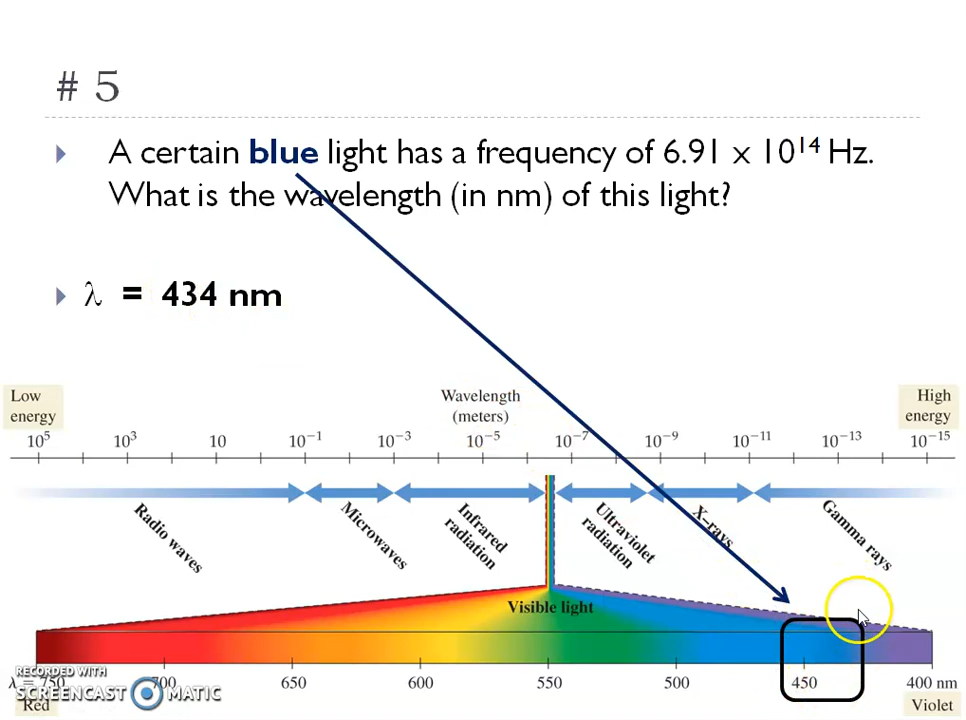 # 5
A certain blue light has a frequency of 6.91 x 10¹⁴ Hz.
What is the wavelength (in nm) of this light?
λ = 434 nm
Low energy
Wavelength (meters)
High energy
10⁵ 10³ 10 10⁻¹ 10⁻³ 10⁻⁵ 10⁻⁷ 10⁻⁹ 10⁻¹¹ 10⁻¹³ 10⁻¹⁵
Radio waves
Microwaves
Infrared radiation
Ultraviolet radiation
X–rays
Gamma rays
Visible light
λ = 750 700 650 600 550 500 450 400 nm
Red
Violet
RECORDED WITH
SCREENCAST MATIC